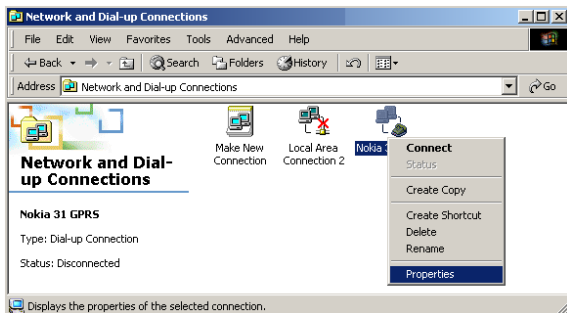 Network and Dial-up Connections
File Edit View Favorites Tools Advanced Help
Back Search Folders History
Address Network and Dial-up Connections Go
Make New Connection
Local Area Connection 2
Nokia
Network and Dial-
up Connections
Nokia 31 GPRS
Type: Dial-up Connection
Status: Disconnected
Connect
Status
Create Copy
Create Shortcut
Delete
Rename
Properties
Displays the properties of the selected connection.